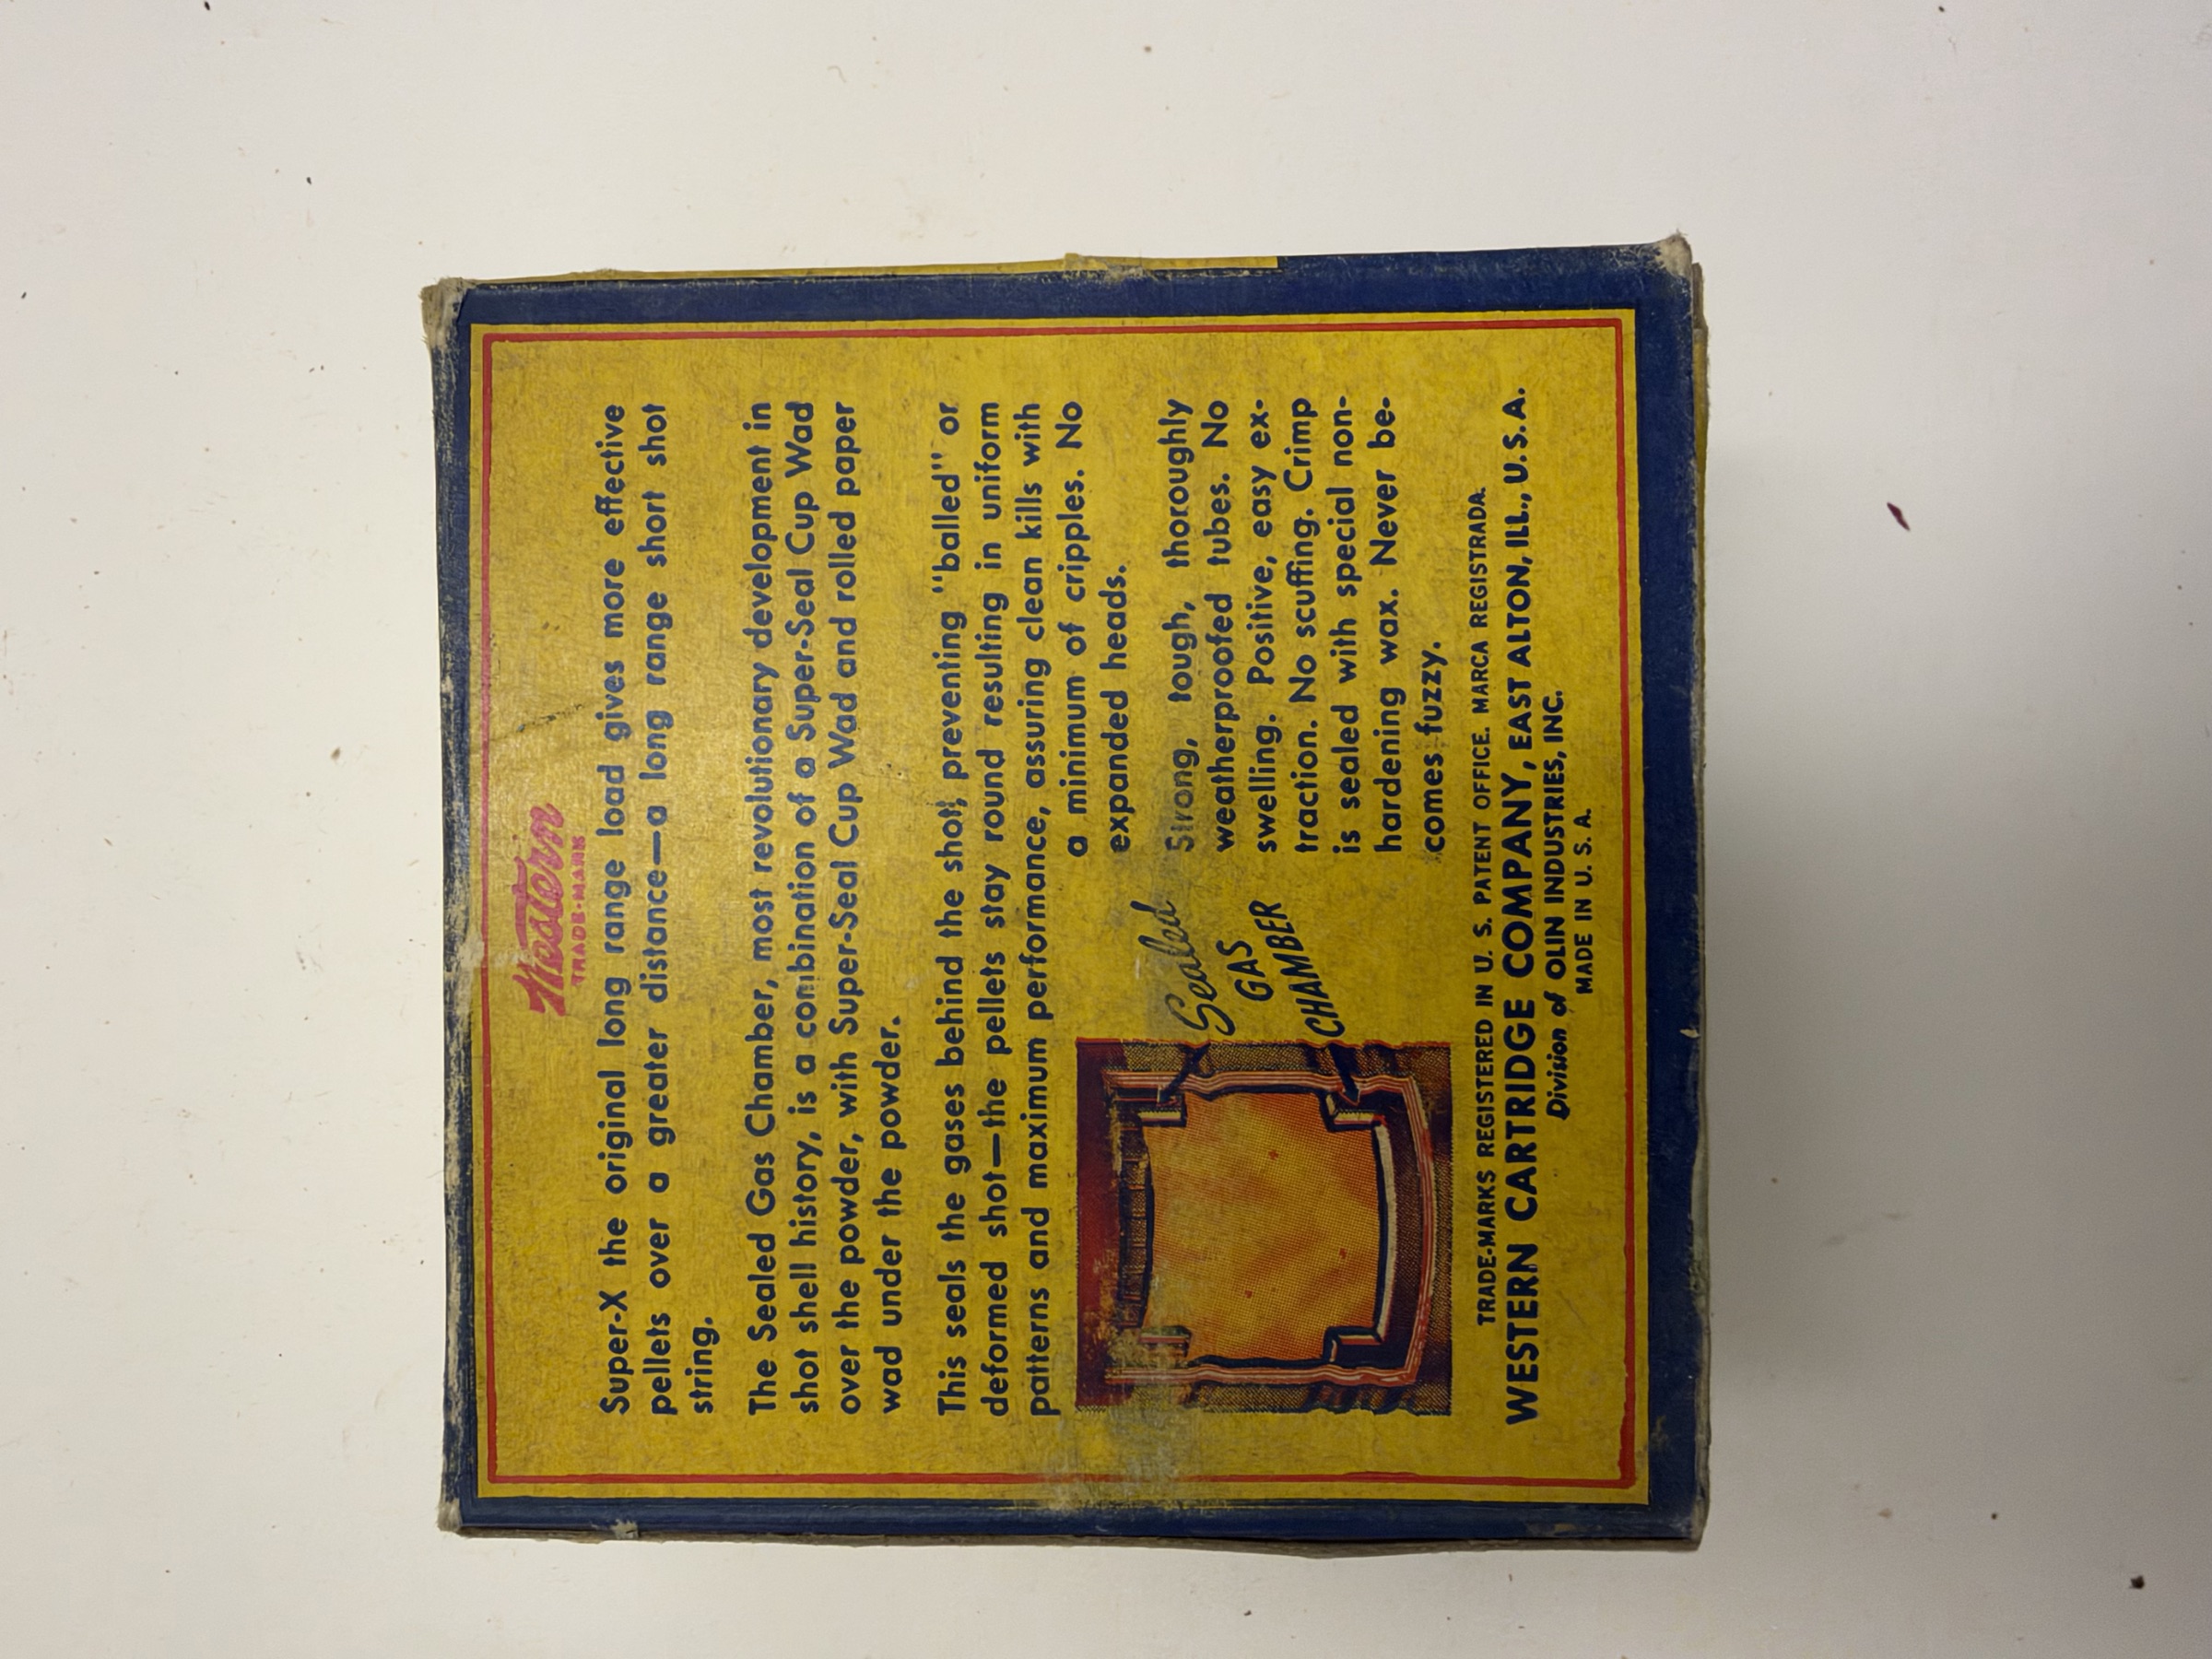 Western
TRADE-MARK
Super-X the original long range load gives more effective
pellets over a greater distance—a long range short shot
string.
The Sealed Gas Chamber, most revolutionary development in
shot shell history, is a combination of a Super-Seal Cup Wad
over the powder, with Super-Seal Cup Wad and rolled paper
wad under the powder.
This seals the gases behind the shot, preventing "balled" or
deformed shot—the pellets stay round resulting in uniform
patterns and maximum performance, assuring clean kills with
a minimum of cripples. No
expanded heads.
Sealed
GAS
CHAMBER
Strong, tough, thoroughly
weatherproofed tubes. No
swelling. Positive, easy ex-
traction. No scuffing. Crimp
is sealed with special non-
hardening wax. Never be-
comes fuzzy.
TRADE-MARKS REGISTERED IN U. S. PATENT OFFICE. MARCA REGISTRADA.
WESTERN CARTRIDGE COMPANY, EAST ALTON, ILL., U.S.A.
Division of OLIN INDUSTRIES, INC.
MADE IN U. S. A.